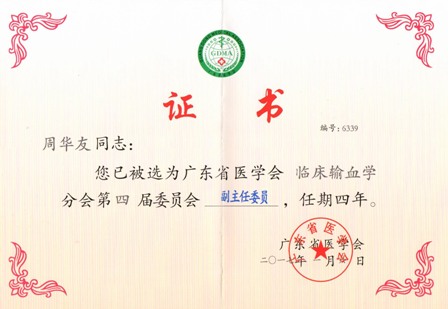 GDMA
证书
编号:6339
周华友同志:
您已被选为广东省医学会 临床输血学
分会第四 届委员会 副主任委员 ,任期四年。
广东省医学会
二〇一 年 月 日
广东省医学会